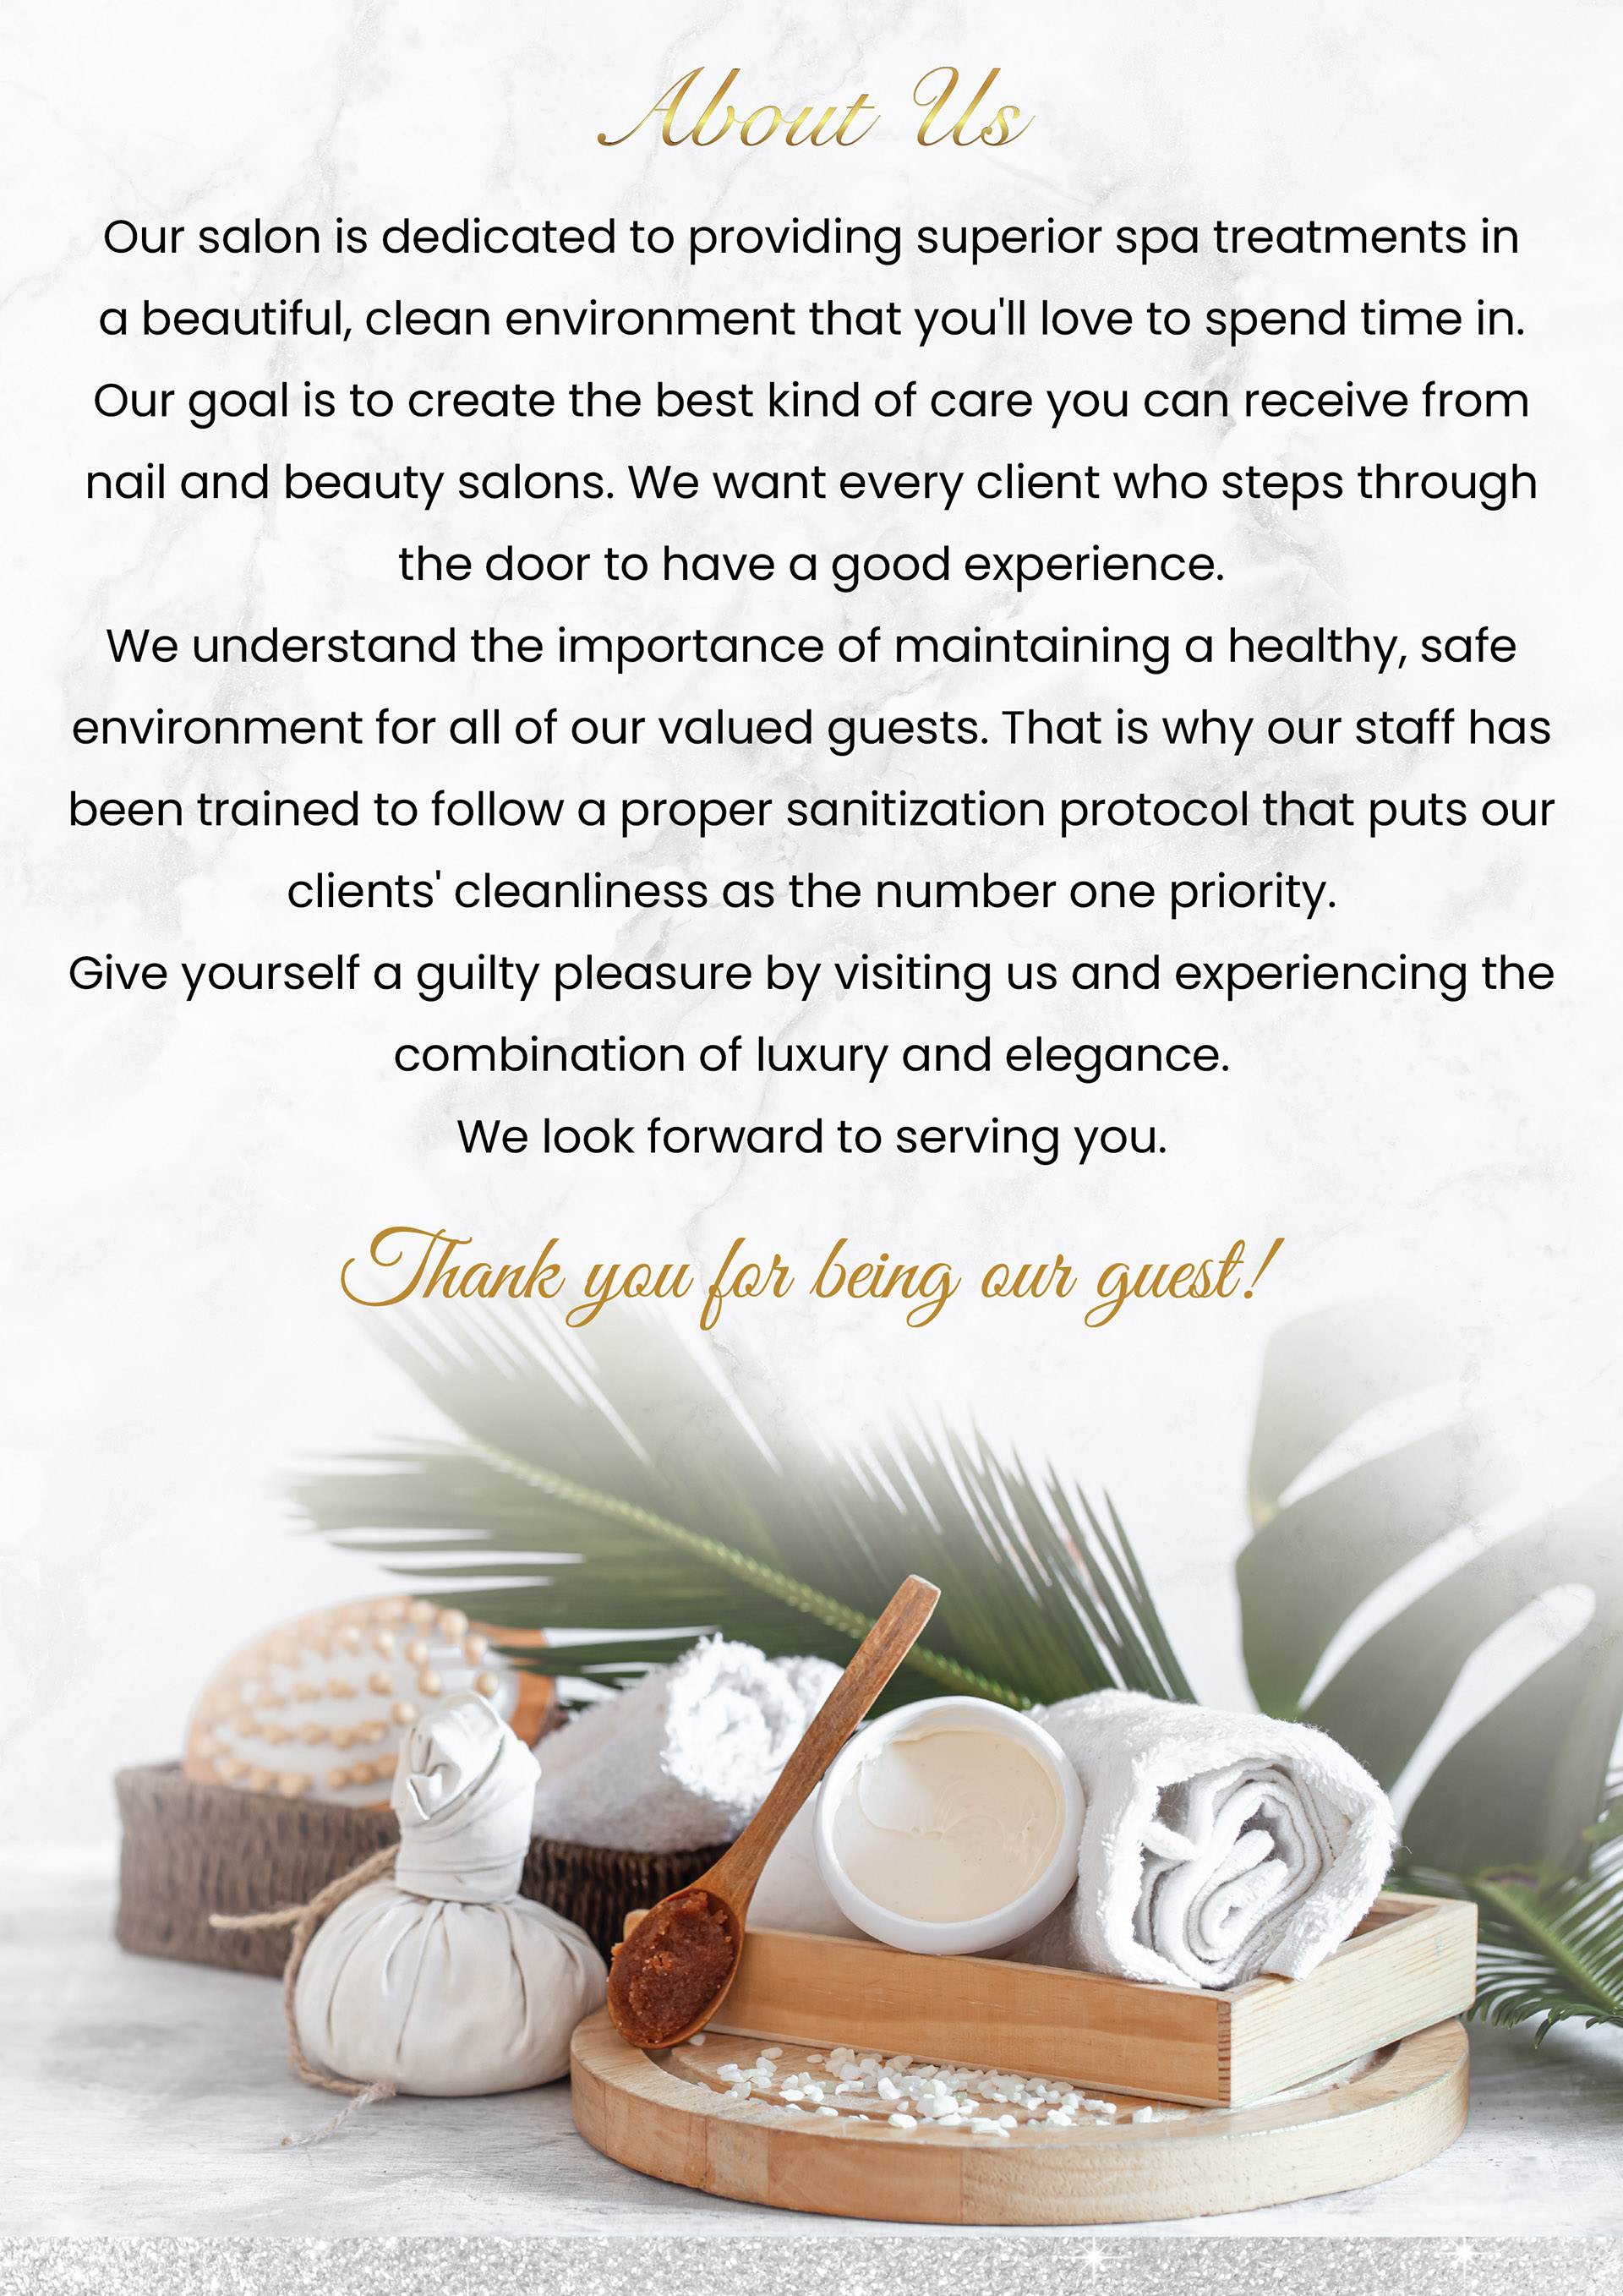 About Us
Our salon is dedicated to providing superior spa treatments in
a beautiful, clean environment that you'll love to spend time in.
Our goal is to create the best kind of care you can receive from
nail and beauty salons. We want every client who steps through
the door to have a good experience.
We understand the importance of maintaining a healthy, safe
environment for all of our valued guests. That is why our staff has
been trained to follow a proper sanitization protocol that puts our
clients' cleanliness as the number one priority.
Give yourself a guilty pleasure by visiting us and experiencing the
combination of luxury and elegance.
We look forward to serving you.
Thank you for being our guest!